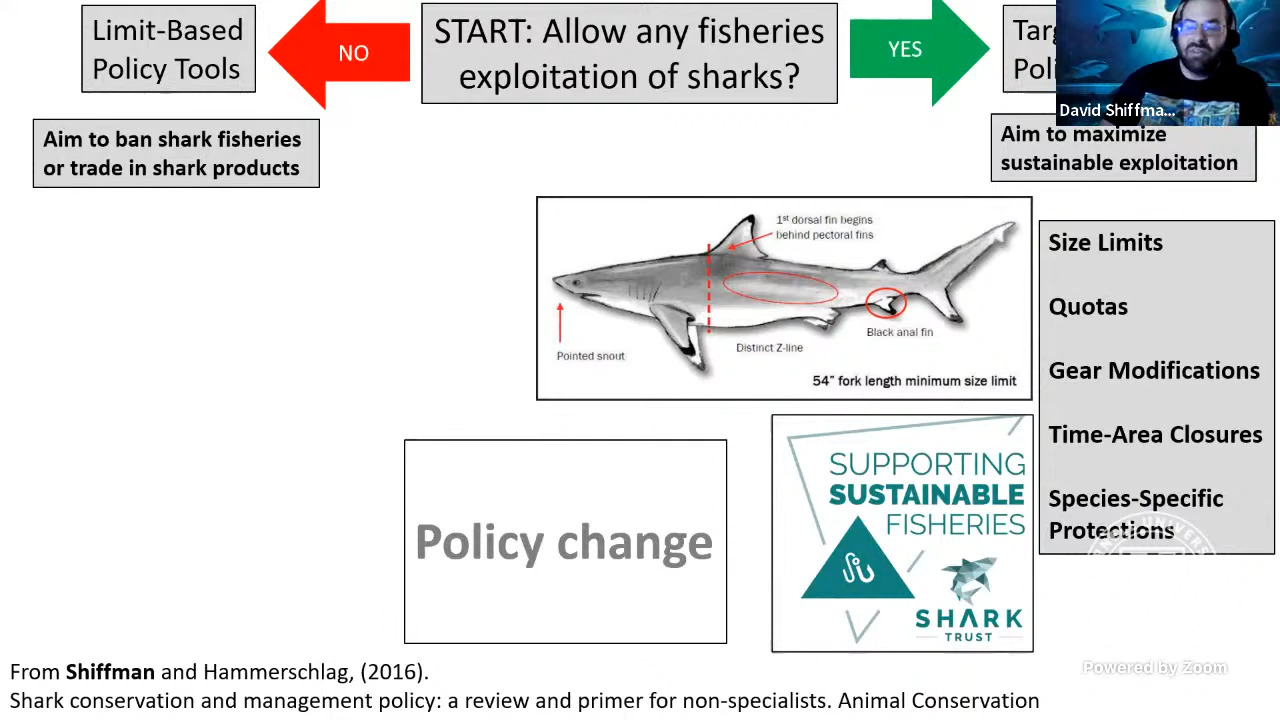 Limit-Based
Policy Tools
NO
START: Allow any fisheries
exploitation of sharks?
YES
David Shiffma...
Aim to ban shark fisheries
or trade in shark products
Aim to maximize
sustainable exploitation
1st dorsal fin begins
behind pectoral fins
Pointed snout
Distinct Z-line
Black anal fin
54” fork length minimum size limit
Size Limits
Quotas
Gear Modifications
Time-Area Closures
Species-Specific
Protections
Policy change
SUPPORTING
SUSTAINABLE
FISHERIES
SHARK
TRUST
Powered by Zoom
From Shiffman and Hammerschlag, (2016).
Shark conservation and management policy: a review and primer for non-specialists. Animal Conservation